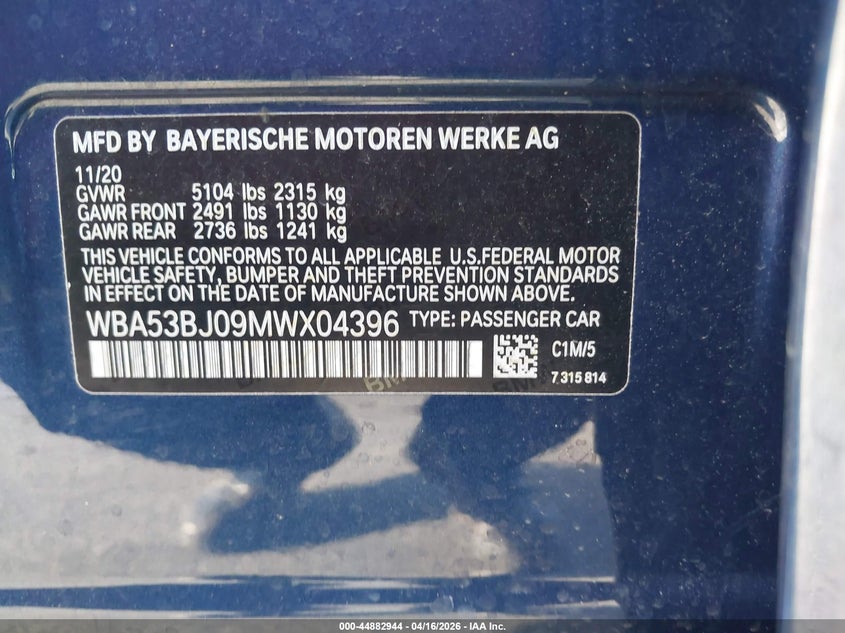 MFD BY BAYERISCHE MOTOREN WERKE AG
11/20
GVWR 5104 lbs 2315 kg
GAWR FRONT 2491 lbs 1130 kg
GAWR REAR 2736 lbs 1241 kg
THIS VEHICLE CONFORMS TO ALL APPLICABLE U.S.FEDERAL MOTOR
VEHICLE SAFETY, BUMPER AND THEFT PREVENTION STANDARDS
IN EFFECT ON THE DATE OF MANUFACTURE SHOWN ABOVE.
WBA53BJ09MWX04396 TYPE: PASSENGER CAR
C1M/5
7 315 814
000-44882944 - 04/16/2026 - IAA Inc.